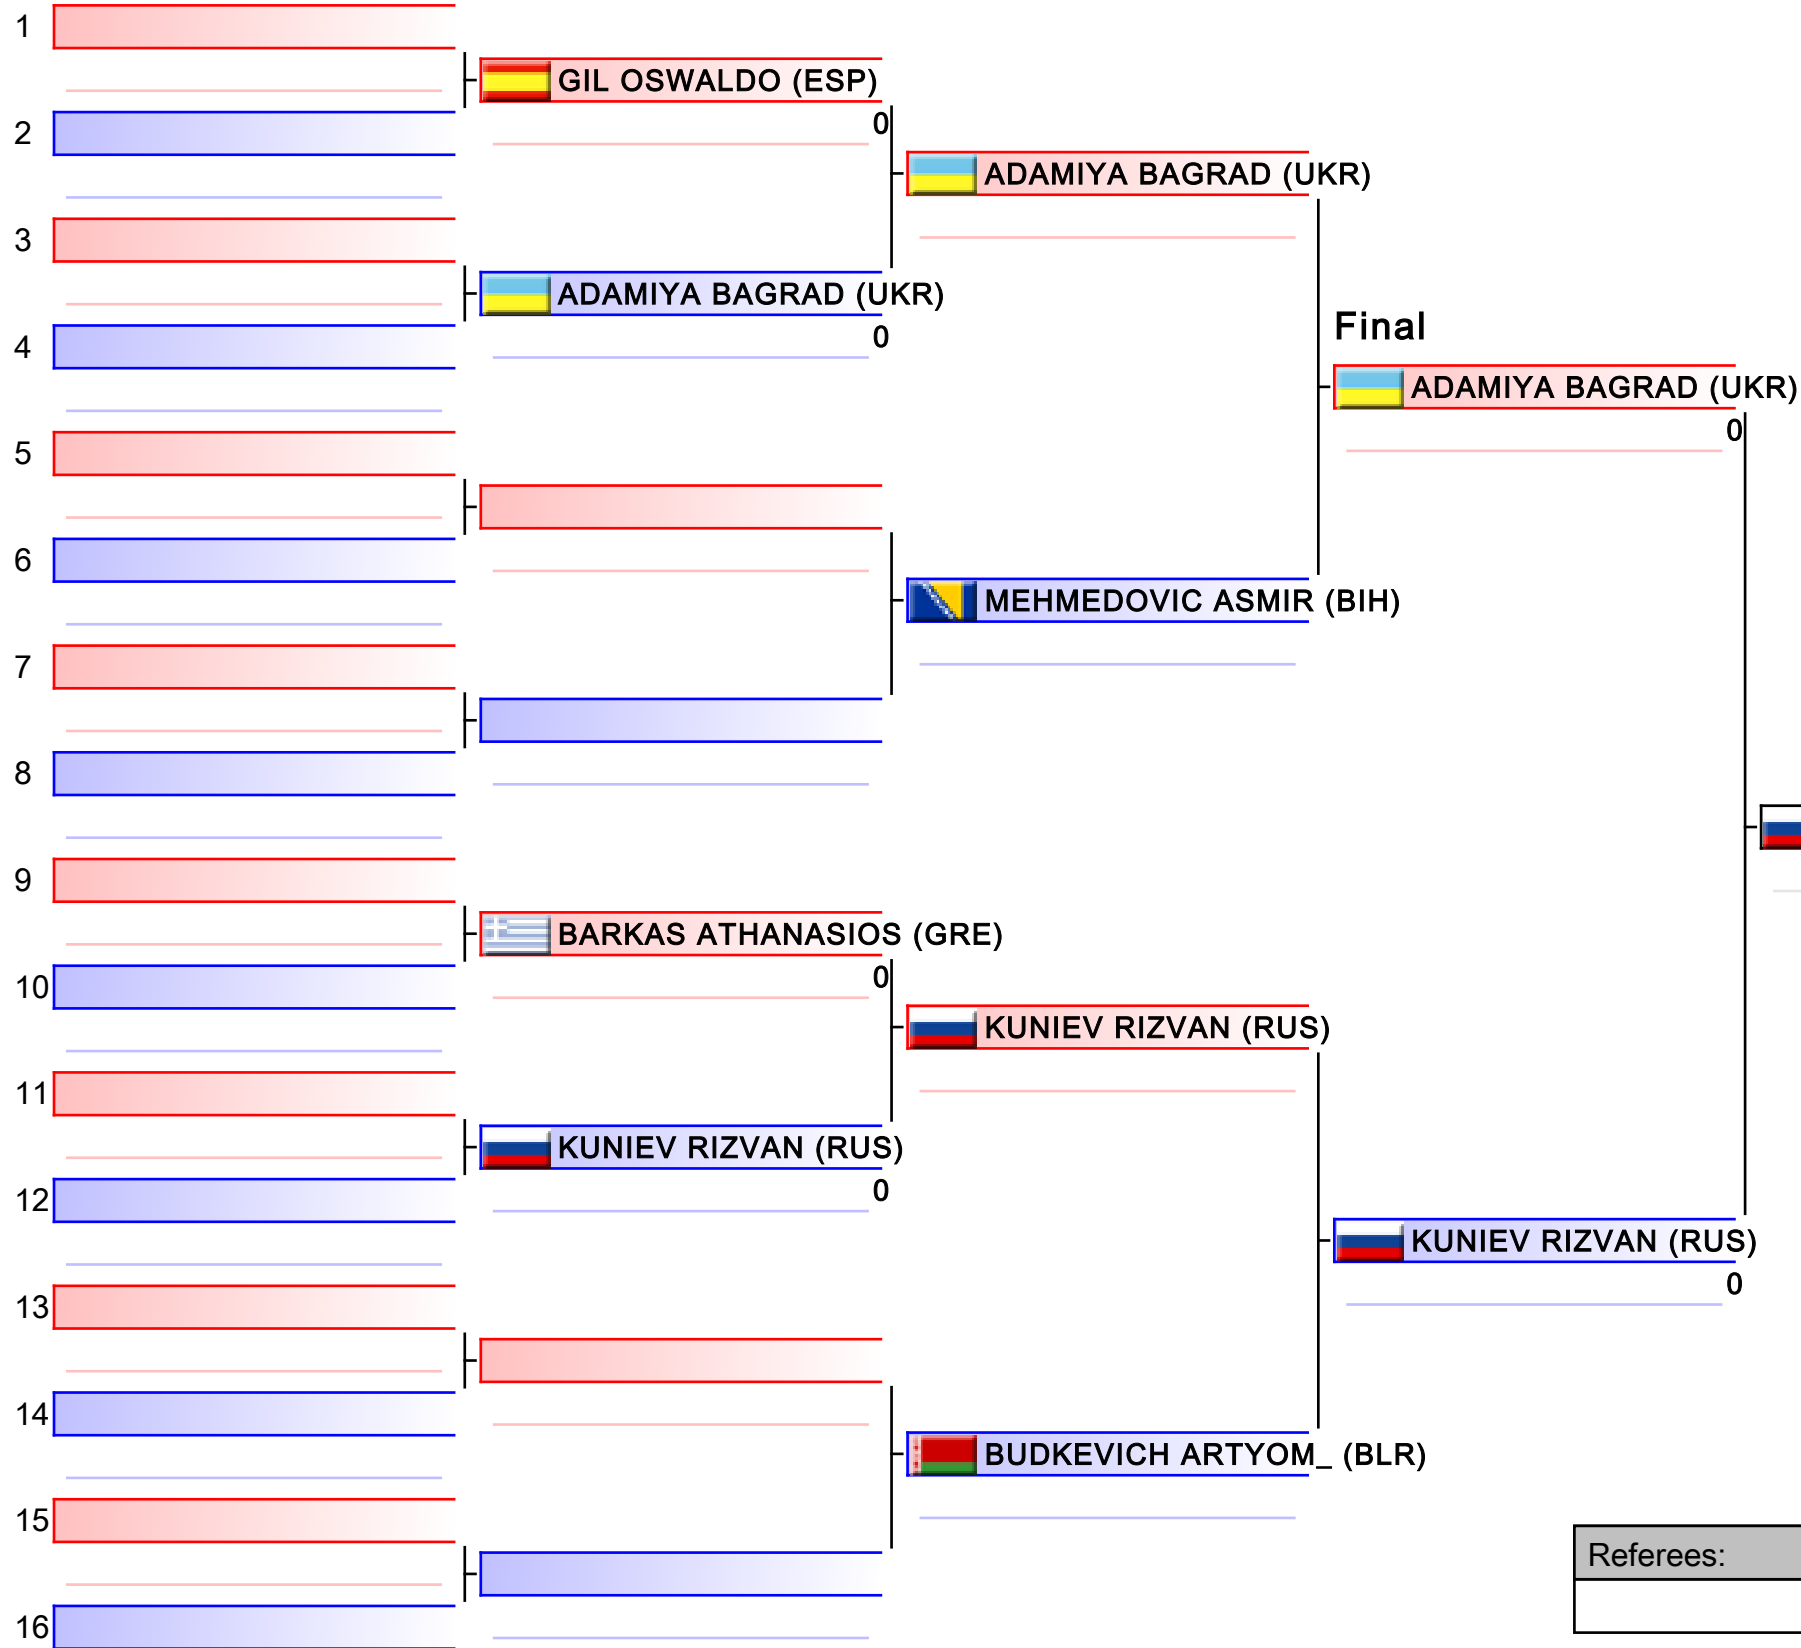 1
GIL OSWALDO (ESP)
0
2
ADAMIYA BAGRAD (UKR)
3
ADAMIYA BAGRAD (UKR)
0
4
Final
ADAMIYA BAGRAD (UKR)
0
5
6
MEHMEDOVIC ASMIR (BIH)
7
8
9
BARKAS ATHANASIOS (GRE)
0
10
KUNIEV RIZVAN (RUS)
11
KUNIEV RIZVAN (RUS)
0
12
KUNIEV RIZVAN (RUS)
0
13
14
BUDKEVICH ARTYOM_ (BLR)
15
Referees:
16